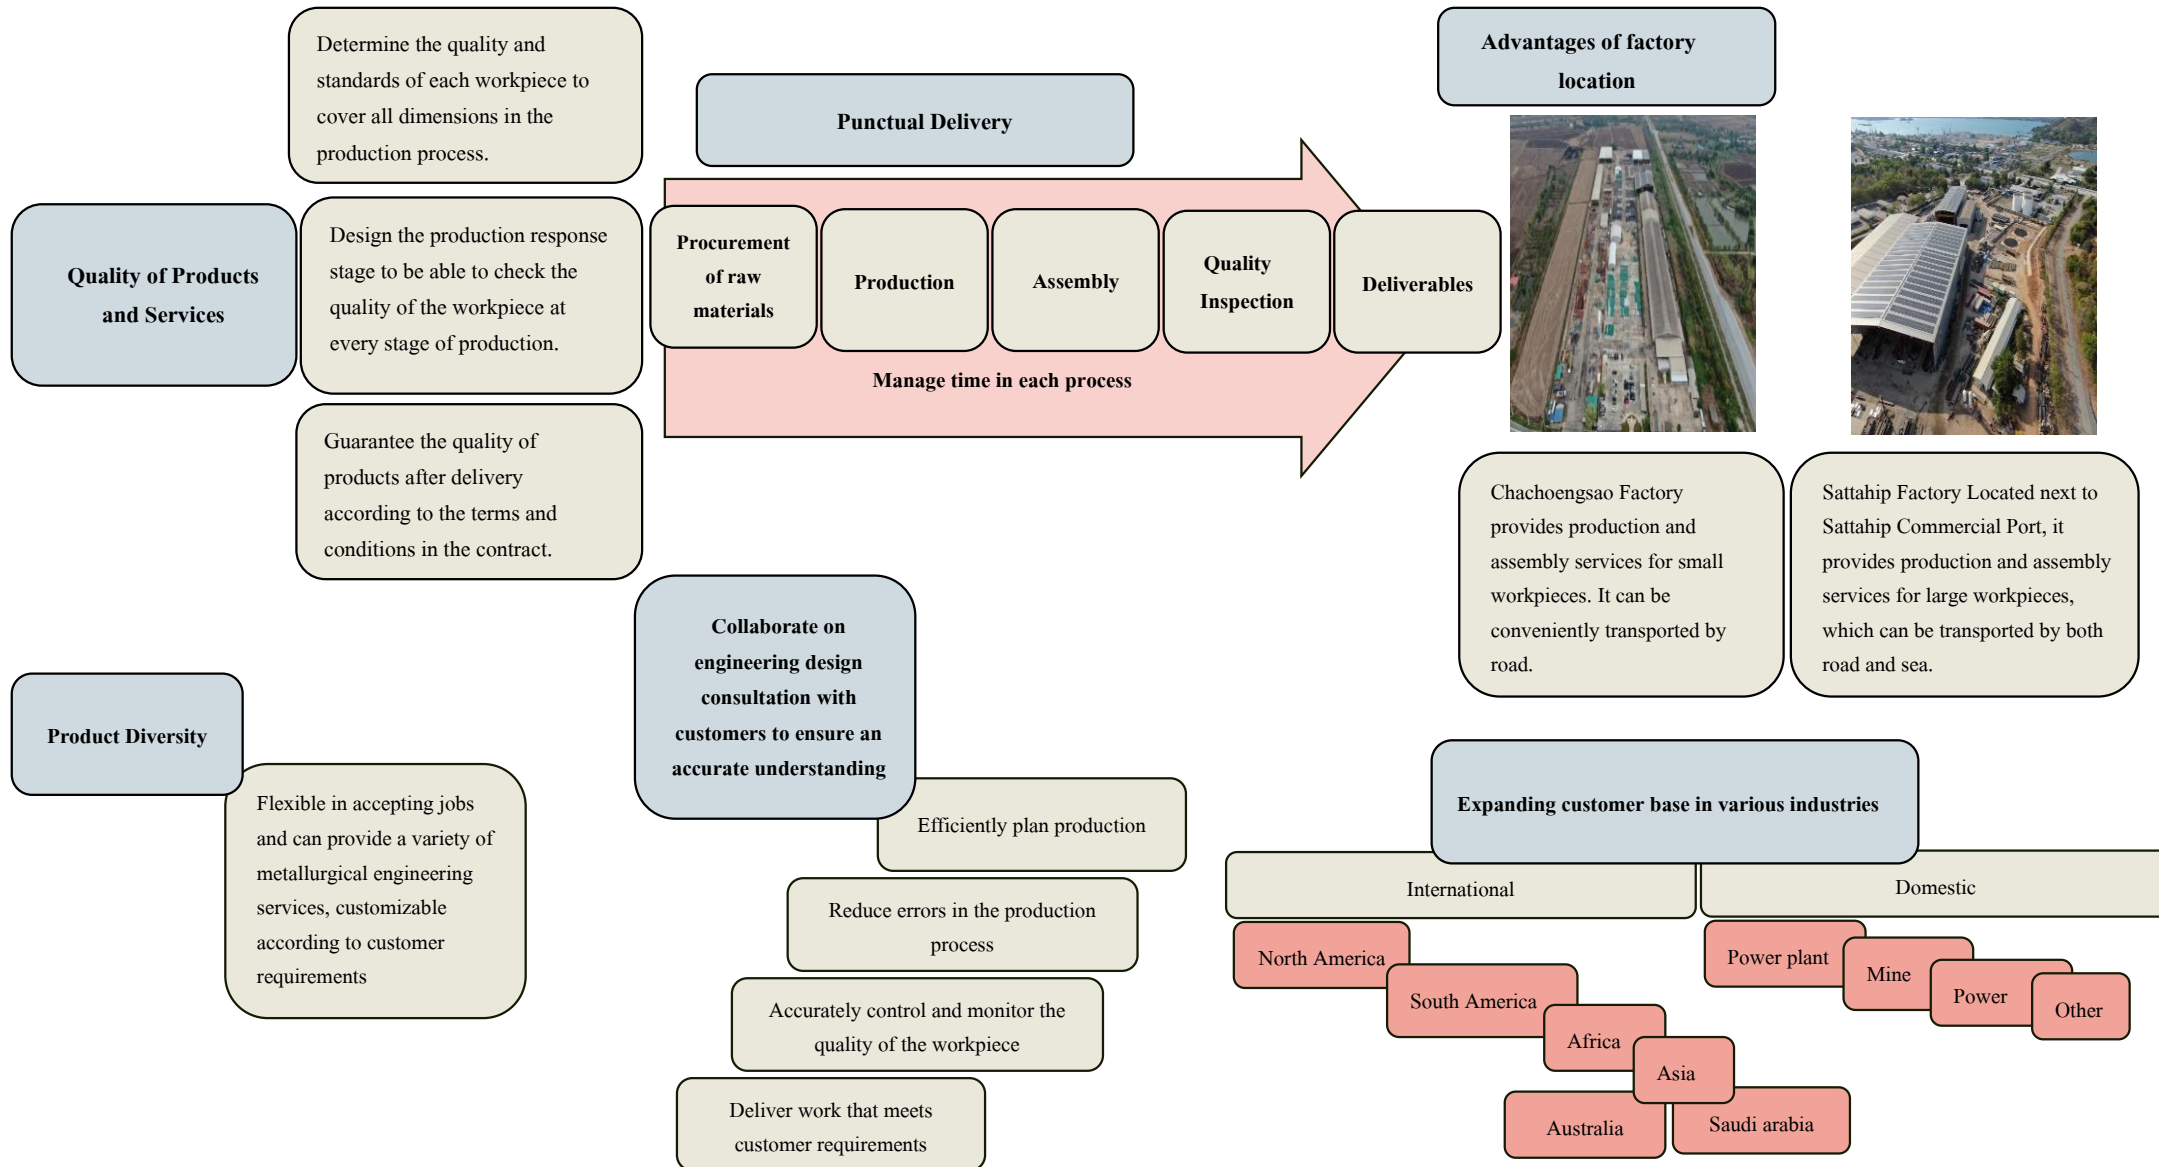 Determine the quality and
standards of each workpiece to
cover all dimensions in the
production process.
Quality of Products
and Services
Design the production response
stage to be able to check the
quality of the workpiece at
every stage of production.
Guarantee the quality of
products after delivery
according to the terms and
conditions in the contract.
Punctual Delivery
Procurement
of raw
materials
Production
Assembly
Quality
Inspection
Deliverables
Manage time in each process
Advantages of factory
location
Chachoengsao Factory
provides production and
assembly services for small
workpieces. It can be
conveniently transported by
road.
Sattahip Factory Located next to
Sattahip Commercial Port, it
provides production and assembly
services for large workpieces,
which can be transported by both
road and sea.
Product Diversity
Flexible in accepting jobs
and can provide a variety of
metallurgical engineering
services, customizable
according to customer
requirements
Collaborate on
engineering design
consultation with
customers to ensure an
accurate understanding
Efficiently plan production
Reduce errors in the production
process
Accurately control and monitor the
quality of the workpiece
Deliver work that meets
customer requirements
Expanding customer base in various industries
International
North America
South America
Africa
Asia
Australia
Saudi arabia
Domestic
Power plant
Mine
Power
Other